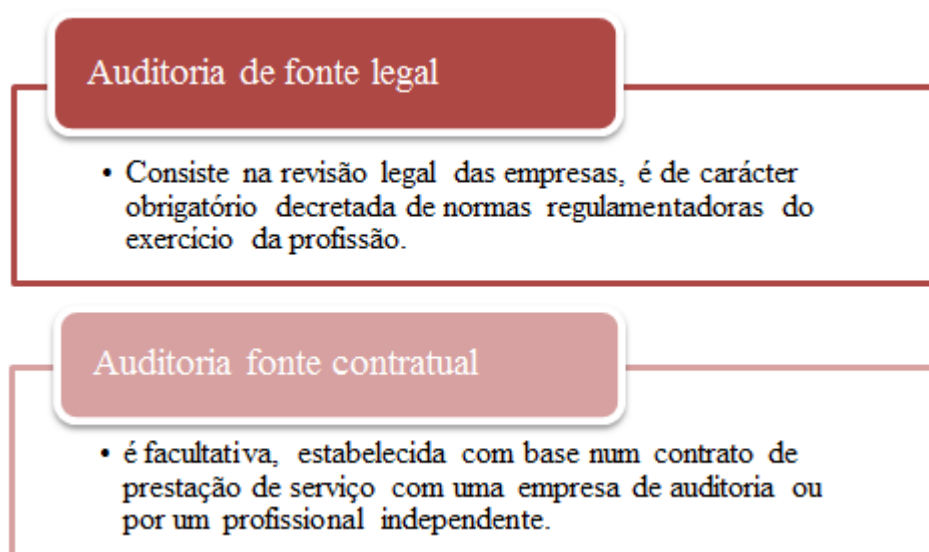 Auditoria de fonte legal
• Consiste na revisão legal das empresas, é de carácter
obrigatório decretada de normas regulamentadoras do
exercício da profissão.
Auditoria fonte contratual
• é facultativa, estabelecida com base num contrato de
prestação de serviço com uma empresa de auditoria ou
por um profissional independente.